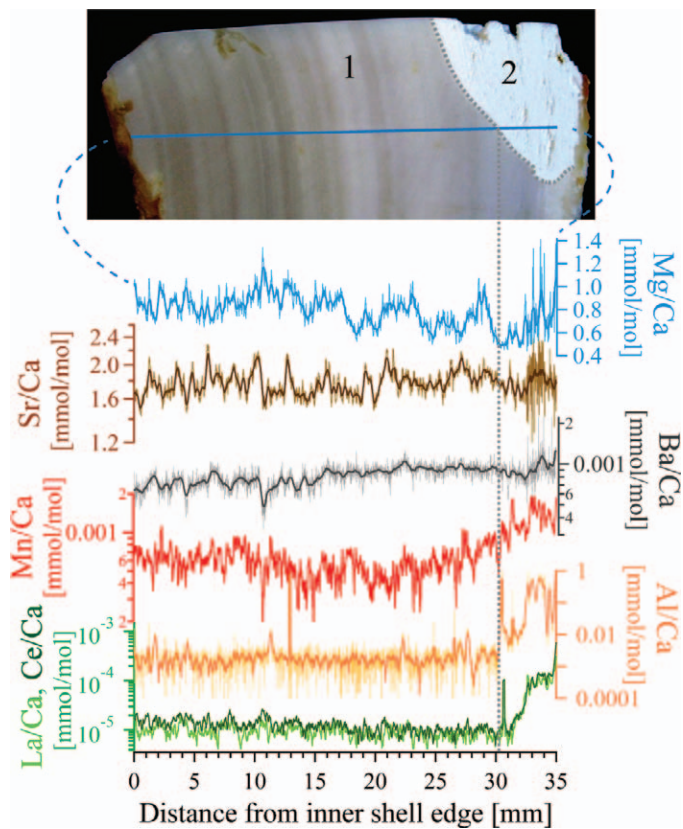 1
2
1.4
1.2
1.0
0.8
0.6
0.4
Mg/Ca
[mmol/mol]
2.4
2.0
1.6
1.2
Sr/Ca
[mmol/mol]
2
0.001
6
4
Ba/Ca
[mmol/mol]
2
0.001
6
4
2
Mn/Ca
[mmol/mol]
1
0.01
0.0001
Al/Ca
[mmol/mol]
10⁻³
10⁻⁴
10⁻⁵
La/Ca, Ce/Ca
[mmol/mol]
0 5 10 15 20 25 30 35
Distance from inner shell edge [mm]